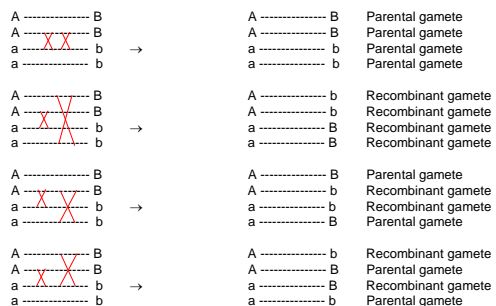 A ---------------- B A ---------------- B Parental gamete
A ---------------- B A ---------------- B Parental gamete
a ---------------- b → a ---------------- b Parental gamete
a ---------------- b a ---------------- b Parental gamete
A ---------------- B A ---------------- b Recombinant gamete
A ---------------- B A ---------------- b Recombinant gamete
a ---------------- b → a ---------------- B Recombinant gamete
a ---------------- b a ---------------- B Recombinant gamete
A ---------------- B A ---------------- B Parental gamete
A ---------------- B A ---------------- b Recombinant gamete
a ---------------- b → a ---------------- b Recombinant gamete
a ---------------- b a ---------------- B Parental gamete
A ---------------- B A ---------------- b Recombinant gamete
A ---------------- B A ---------------- B Parental gamete
a ---------------- b → a ---------------- B Recombinant gamete
a ---------------- b a ---------------- b Parental gamete